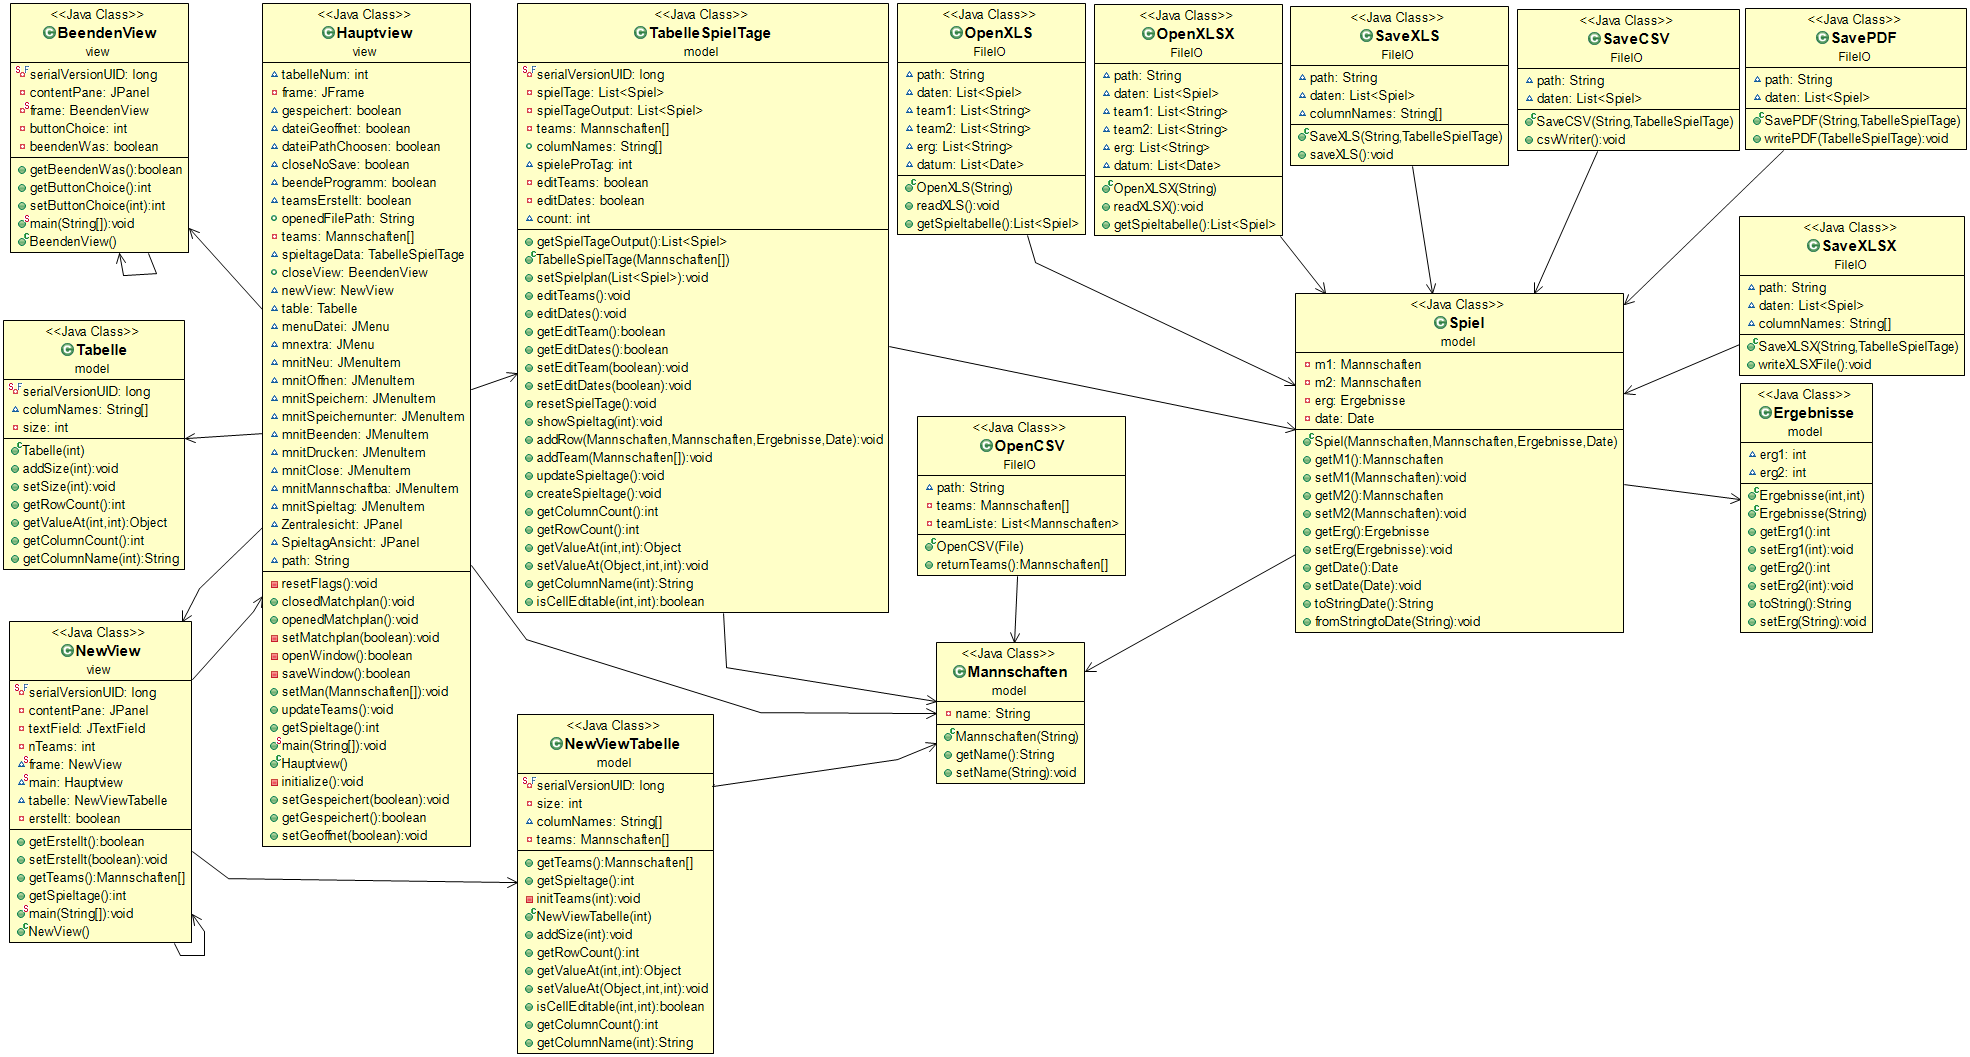 <<Java Class>>
BeendenView
view
serialVersionUID: long
contentPane: JPanel
frame: BeendenView
buttonChoice: int
beendenWas: boolean
getBeendenWas():boolean
getButtonChoice():int
setButtonChoice(int):int
main(String[]):void
BeendenView()
<<Java Class>>
Tabelle
model
serialVersionUID: long
columNames: String[]
size: int
Tabelle(int)
addSize(int):void
setSize(int):void
getRowCount():int
getValueAt(int,int):Object
getColumnCount():int
getColumnName(int):String
<<Java Class>>
NewView
view
serialVersionUID: long
contentPane: JPanel
textField: JTextField
nTeams: int
frame: NewView
main: Hauptview
tabelle: NewViewTabelle
erstellt: boolean
getErstellt():boolean
setErstellt(boolean):void
getTeams():Mannschaften[]
getSpieltage():int
main(String[]):void
NewView()
<<Java Class>>
Hauptview
view
tabelleNum: int
frame: JFrame
gespeichert: boolean
dateiGeoffnet: boolean
dateiPathChoosen: boolean
closeNoSave: boolean
beendeProgramm: boolean
teamsErstellt: boolean
openedFilePath: String
teams: Mannschaften[]
spieltageData: TabelleSpielTage
closeView: BeendenView
newView: NewView
table: Tabelle
menuDatei: JMenu
mnextra: JMenu
mnitNeu: JMenuItem
mnitOffnen: JMenuItem
mnitSpeichern: JMenuItem
mnitSpeichernunter: JMenuItem
mnitBeenden: JMenuItem
mnitDrucken: JMenuItem
mnitClose: JMenuItem
mnitMannschaftba: JMenuItem
mnitSpieltag: JMenuItem
Zentralesicht: JPanel
SpieltagAnsicht: JPanel
path: String
resetFlags():void
closedMatchplan():void
openedMatchplan():void
setMatchplan(boolean):void
openWindow():boolean
saveWindow():boolean
setMan(Mannschaften[]):void
updateTeams():void
getSpieltage():int
main(String[]):void
Hauptview()
initialize():void
setGespeichert(boolean):void
getGespeichert():boolean
setGeoffnet(boolean):void
<<Java Class>>
TabelleSpielTage
model
serialVersionUID: long
spielTage: List<Spiel>
spielTageOutput: List<Spiel>
teams: Mannschaften[]
columNames: String[]
spieleProTag: int
editTeams: boolean
editDates: boolean
count: int
getSpielTageOutput():List<Spiel>
TabelleSpielTage(Mannschaften[])
setSpielplan(List<Spiel>):void
editTeams():void
editDates():void
getEditTeam():boolean
getEditDates():boolean
setEditTeam(boolean):void
setEditDates(boolean):void
resetSpielTage():void
showSpieltag(int):void
addRow(Mannschaften,Mannschaften,Ergebnisse,Date):void
addTeam(Mannschaften[]):void
updateSpieltage():void
createSpieltage():void
getColumnCount():int
getRowCount():int
getValueAt(int,int):Object
setValueAt(Object,int,int):void
getColumnName(int):String
isCellEditable(int,int):boolean
<<Java Class>>
NewViewTabelle
model
serialVersionUID: long
size: int
columNames: String[]
teams: Mannschaften[]
getTeams():Mannschaften[]
getSpieltage():int
initTeams(int):void
NewViewTabelle(int)
addSize(int):void
getRowCount():int
getValueAt(int,int):Object
setValueAt(Object,int,int):void
isCellEditable(int,int):boolean
getColumnCount():int
getColumnName(int):String
<<Java Class>>
OpenXLS
FileIO
path: String
daten: List<Spiel>
team1: List<String>
team2: List<String>
erg: List<String>
datum: List<Date>
OpenXLS(String)
readXLS():void
getSpieltabelle():List<Spiel>
<<Java Class>>
OpenXLSX
FileIO
path: String
daten: List<Spiel>
team1: List<String>
team2: List<String>
erg: List<String>
datum: List<Date>
OpenXLSX(String)
readXLSX():void
getSpieltabelle():List<Spiel>
<<Java Class>>
SaveXLS
FileIO
path: String
daten: List<Spiel>
columnNames: String[]
SaveXLS(String,TabelleSpielTage)
saveXLS():void
<<Java Class>>
SaveCSV
FileIO
path: String
daten: List<Spiel>
SaveCSV(String,TabelleSpielTage)
csvWriter():void
<<Java Class>>
SavePDF
FileIO
path: String
daten: List<Spiel>
SavePDF(String,TabelleSpielTage)
writePDF(TabelleSpielTage):void
<<Java Class>>
SaveXLSX
FileIO
path: String
daten: List<Spiel>
columnNames: String[]
SaveXLSX(String,TabelleSpielTage)
writeXLSXFile():void
<<Java Class>>
Spiel
model
m1: Mannschaften
m2: Mannschaften
erg: Ergebnisse
date: Date
Spiel(Mannschaften,Mannschaften,Ergebnisse,Date)
getM1():Mannschaften
setM1(Mannschaften):void
getM2():Mannschaften
setM2(Mannschaften):void
getErg():Ergebnisse
setErg(Ergebnisse):void
getDate():Date
setDate(Date):void
toStringDate():String
fromStringtoDate(String):void
<<Java Class>>
Ergebnisse
model
erg1: int
erg2: int
Ergebnisse(int,int)
Ergebnisse(String)
getErg1():int
setErg1(int):void
getErg2():int
setErg2(int):void
toString():String
setErg(String):void
<<Java Class>>
OpenCSV
FileIO
path: String
teams: Mannschaften[]
teamListe: List<Mannschaften>
OpenCSV(File)
returnTeams():Mannschaften[]
<<Java Class>>
Mannschaften
model
name: String
Mannschaften(String)
getName():String
setName(String):void